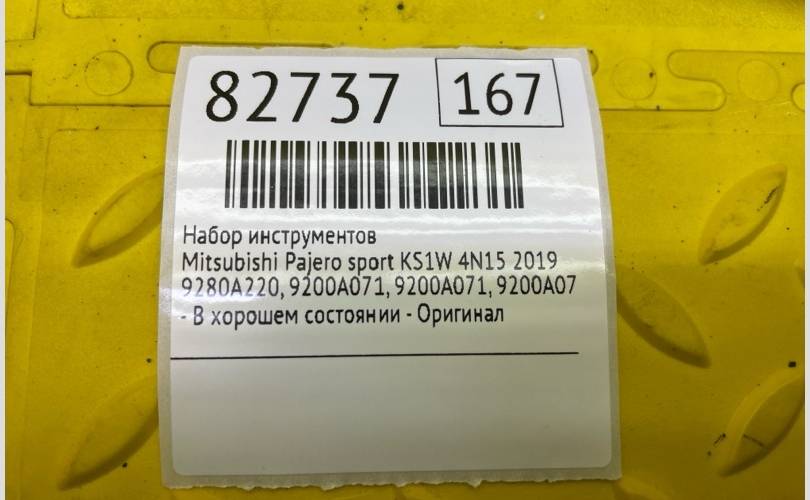 82737 167
Набор инструментов
Mitsubishi Pajero sport KS1W 4N15 2019
9280A220, 9200A071, 9200A071, 9200A07
- В хорошем состоянии - Оригинал